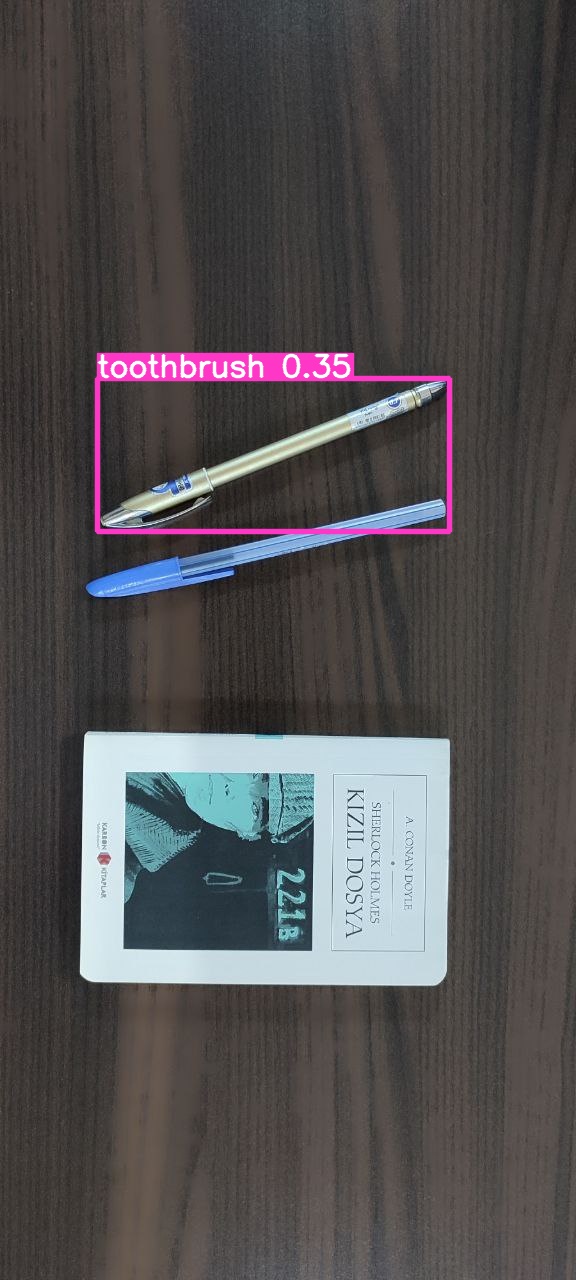 toothbrush 0.35
A. CONAN DOYLE
SHERLOCK HOLMES
KIZIL DOSYA
221B
KARBON KİTAPLAR